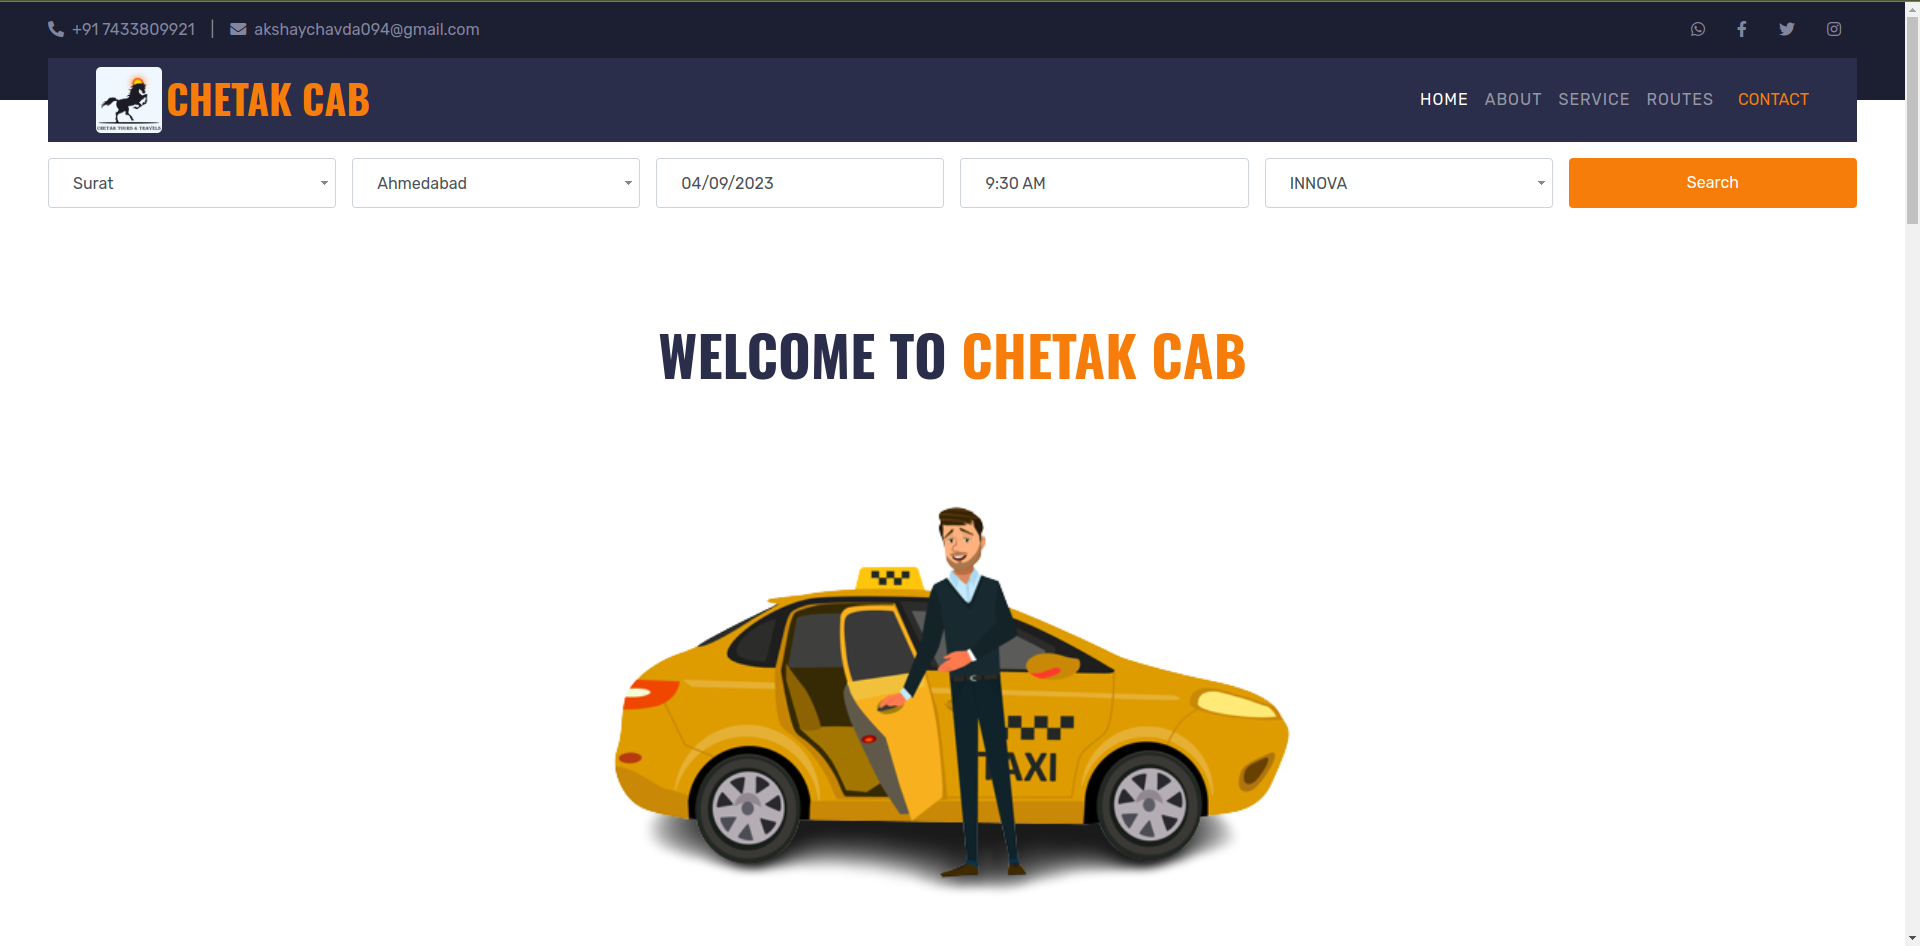 +91 7433809921 | akshaychavda094@gmail.com
CHETAK TOURS & TRAVELS
CHETAK CAB
HOME ABOUT SERVICE ROUTES CONTACT
Surat Ahmedabad 04/09/2023 9:30 AM INNOVA Search
WELCOME TO CHETAK CAB
TAXI